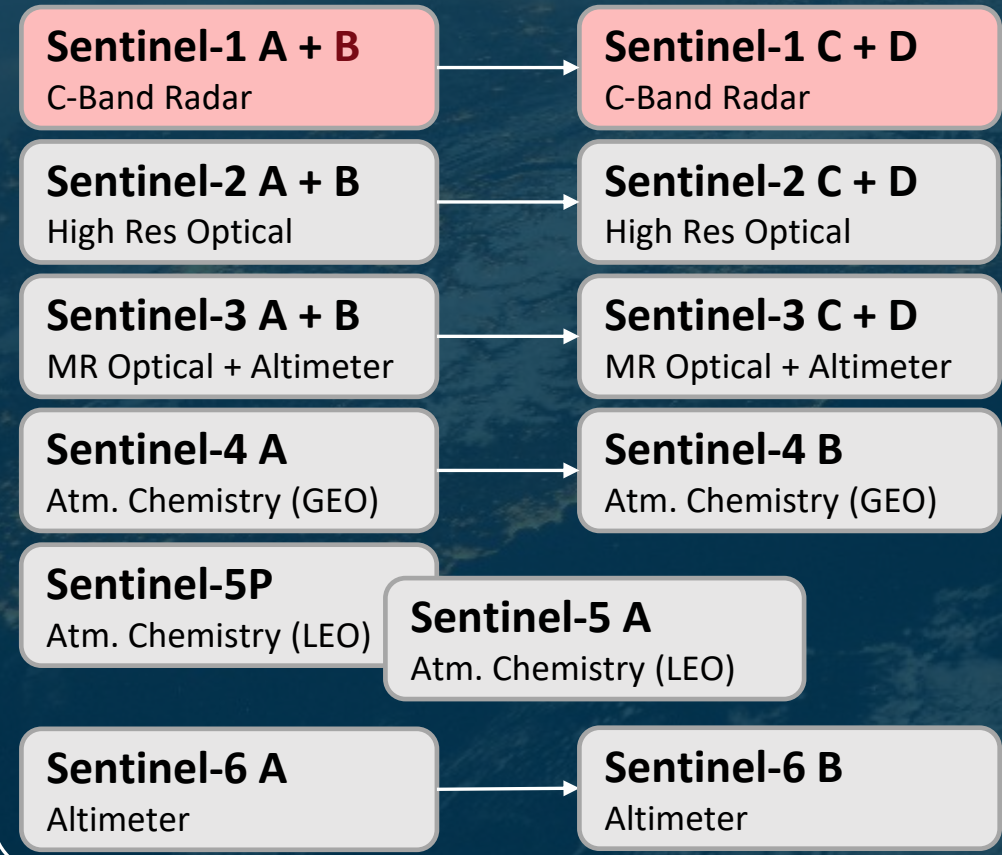 Sentinel-1 A + B
C-Band Radar
Sentinel-1 C + D
C-Band Radar
Sentinel-2 A + B
High Res Optical
Sentinel-2 C + D
High Res Optical
Sentinel-3 A + B
MR Optical + Altimeter
Sentinel-3 C + D
MR Optical + Altimeter
Sentinel-4 A
Atm. Chemistry (GEO)
Sentinel-4 B
Atm. Chemistry (GEO)
Sentinel-5P
Atm. Chemistry (LEO)
Sentinel-5 A
Atm. Chemistry (LEO)
Sentinel-6 A
Altimeter
Sentinel-6 B
Altimeter